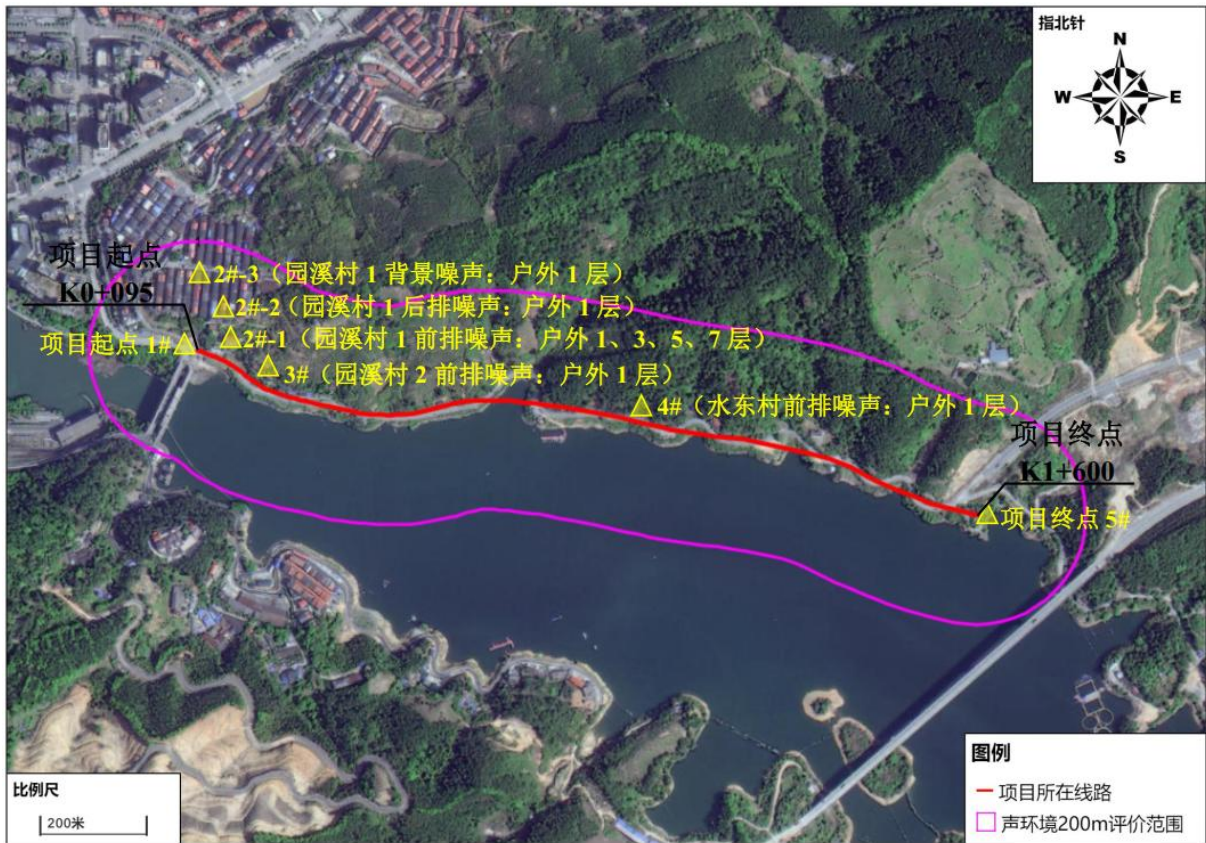 指北针
N
W
E
S
项目起点
K0+095
△2#-3（园溪村 1 背景噪声：户外 1 层）
△2#-2（园溪村 1 后排噪声：户外 1 层）
项目起点 1#△
△2#-1（园溪村 1 前排噪声：户外 1、3、5、7 层）
△3#（园溪村 2 前排噪声：户外 1 层）
△4#（水东村前排噪声：户外 1 层）
项目终点
K1+600
△项目终点 5#
比例尺
200米
图例
项目所在线路
声环境200m评价范围